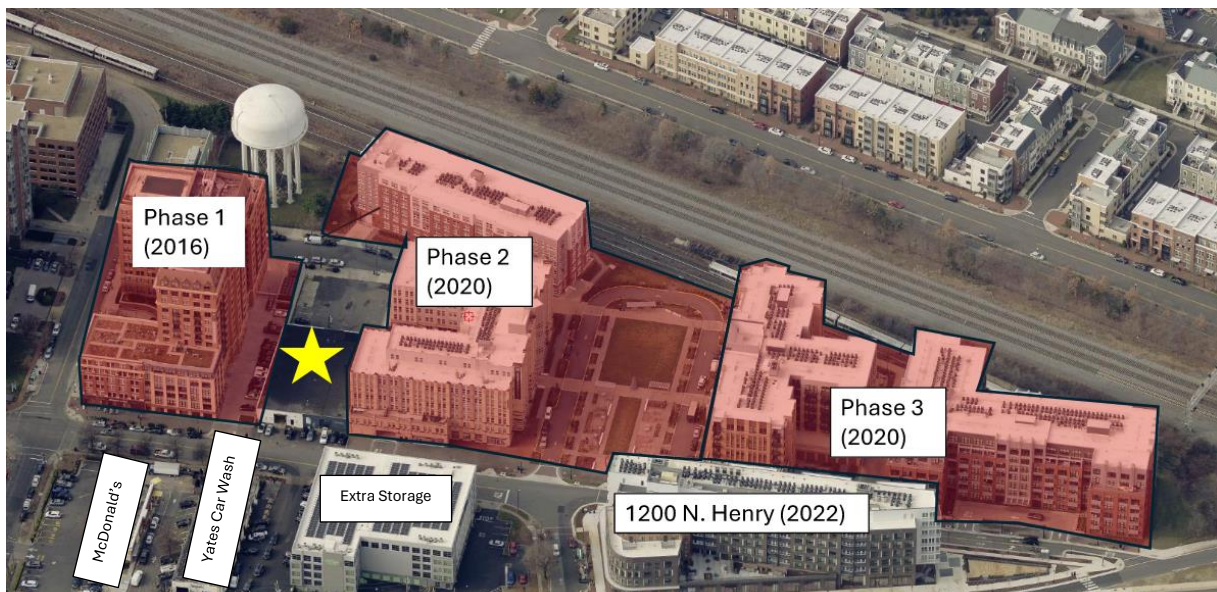 Phase 1
(2016)
Phase 2
(2020)
Phase 3
(2020)
McDonald's
Yates Car Wash
Extra Storage
1200 N. Henry (2022)